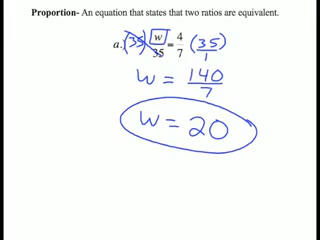 Proportion- An equation that states that two ratios are equivalent.
a. (35) w/35 = 4/7 (35/1)
w = 140/7
w = 20